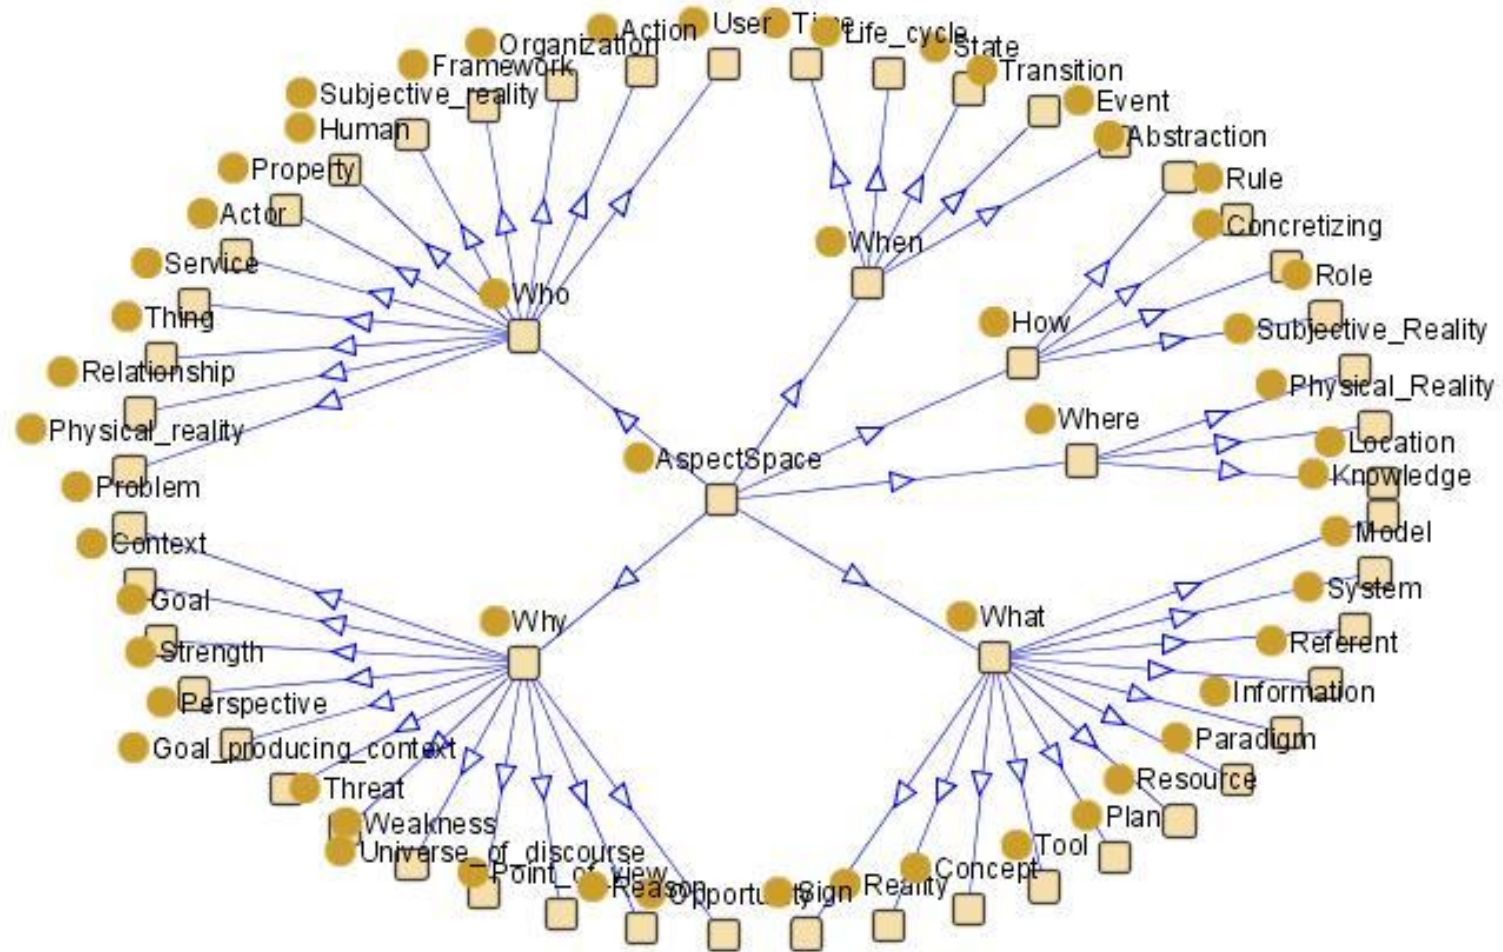 User
Time
Action
Life_cycle
Organization
State
Framework
Transition
Subjective_reality
Event
Human
Abstraction
Property
Rule
Actor
Concretizing
When
Service
Role
Who
Thing
How
Subjective_Reality
Relationship
Physical_Reality
Where
Physical_reality
Location
AspectSpace
Knowledge
Problem
Model
Context
System
Goal
Why
What
Referent
Strength
Information
Perspective
Paradigm
Goal_producing_context
Resource
Threat
Plan
Weakness
Tool
Universe_of_discourse
Concept
Point_of_view
Reason
Opportunity
Sign
Reality